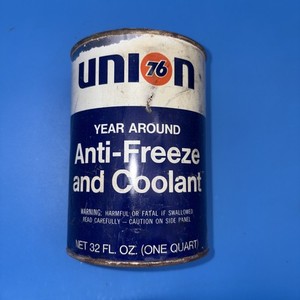 union
76
YEAR AROUND
Anti-Freeze
and Coolant
WARNING: HARMFUL OR FATAL IF SWALLOWED
READ CAREFULLY - CAUTION ON SIDE PANEL
NET 32 FL. OZ. (ONE QUART)